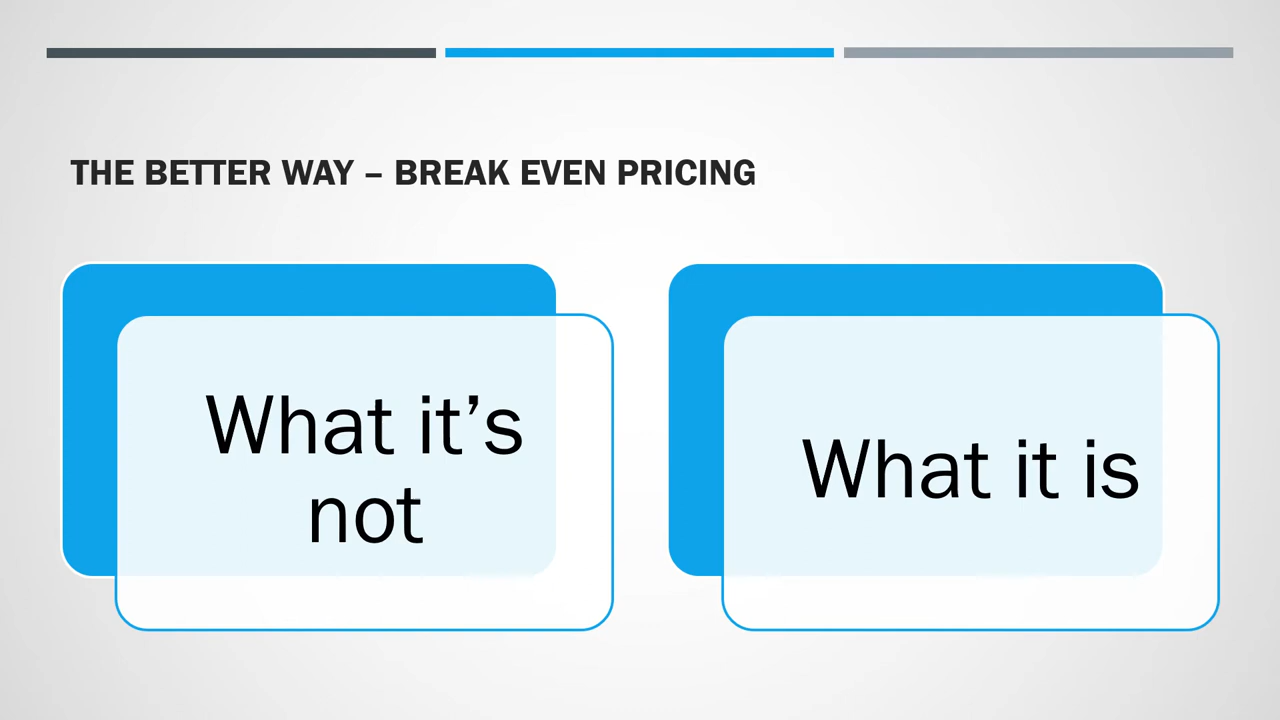 THE BETTER WAY – BREAK EVEN PRICING
What it’s
not
What it is